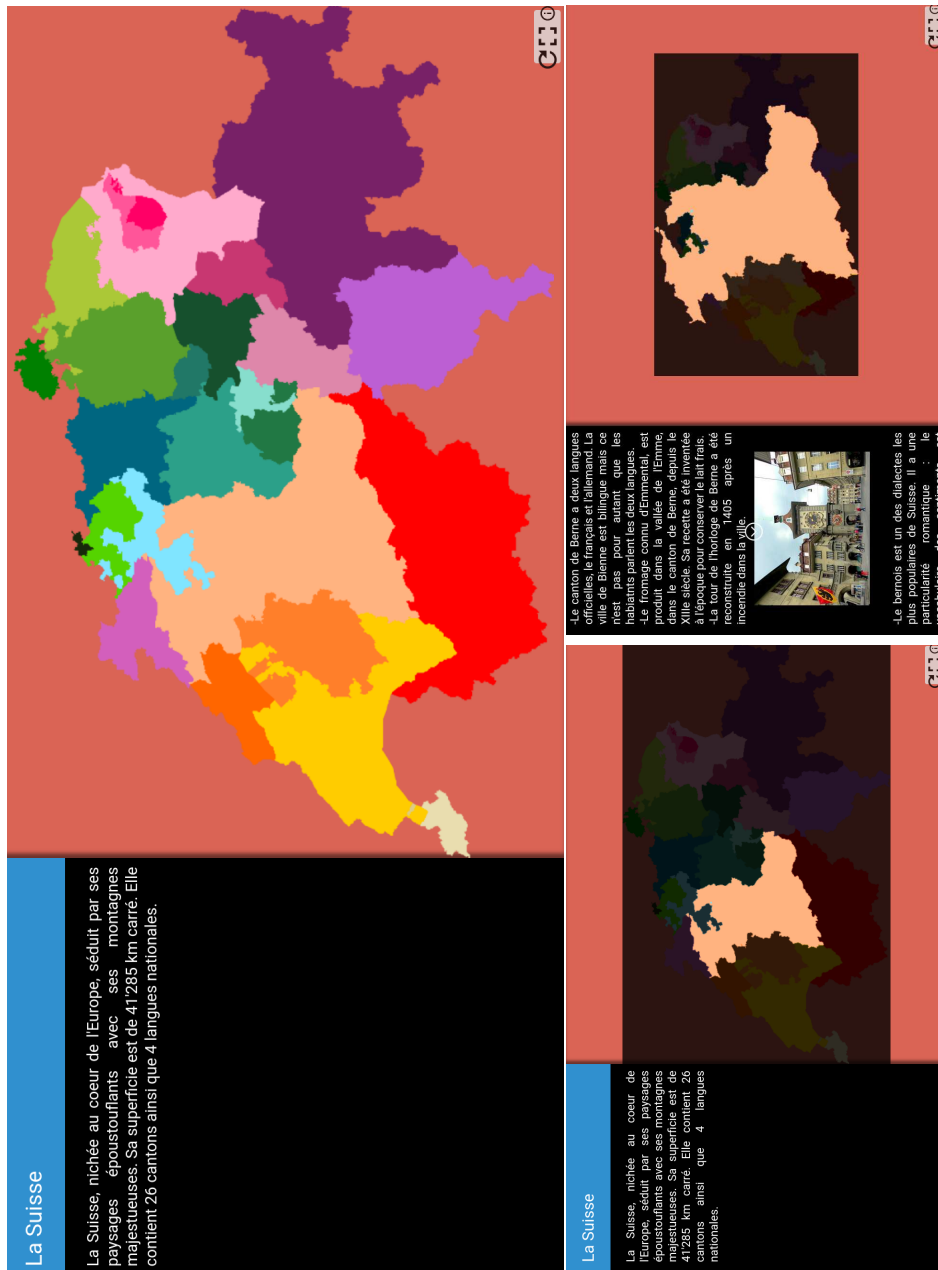 La Suisse
La Suisse, nichée au coeur de l'Europe, séduit par ses
paysages époustouflants avec ses montagnes
majestueuses. Sa superficie est de 41'285 km carré. Elle
contient 26 cantons ainsi que 4 langues nationales.
-Le canton de Berne a deux langues
officielles, le français et l'allemand. La
ville de Bienne est bilingue mais ce
n'est pas pour autant que les
habiatnts parlent les deux langues.
-Le fromage connu d'Emmental, est
produit dans la vallée de l'Emme,
dans le canton de Berne, depuis le
XIIIe siècle. Sa recette a été inventée
à l'époque pour conserver le lait frais.
-La tour de l'horloge de Berne a été
reconstruite en 1405 après un
incendie dans la ville.
-Le bernois est un des dialectes les
plus populaires de Suisse. Il a une
particularité romantique le
La Suisse
La Suisse, nichée au coeur de
l'Europe, séduit par ses paysages
époustouflants avec ses montagnes
majestueuses. Sa superficie est de
41'285 km carré. Elle contient 26
cantons ainsi que 4 langues
nationales.